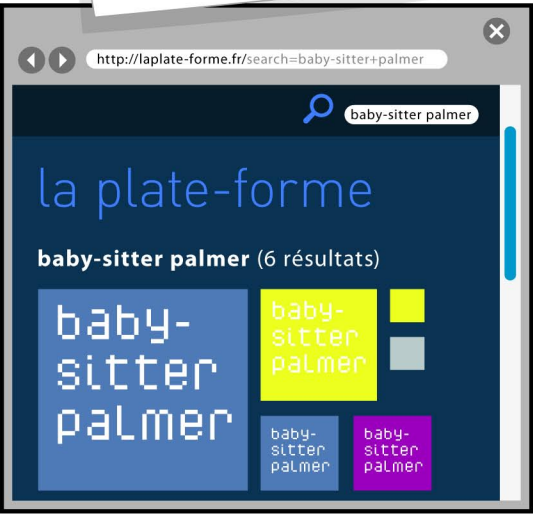 http://laplate-forme.fr/search=baby-sitter+palmer
baby-sitter palmer
la plate-forme
baby-sitter palmer (6 résultats)
baby-
sitter
palmer
baby-
sitter
palmer
baby-
sitter
palmer
baby-
sitter
palmer